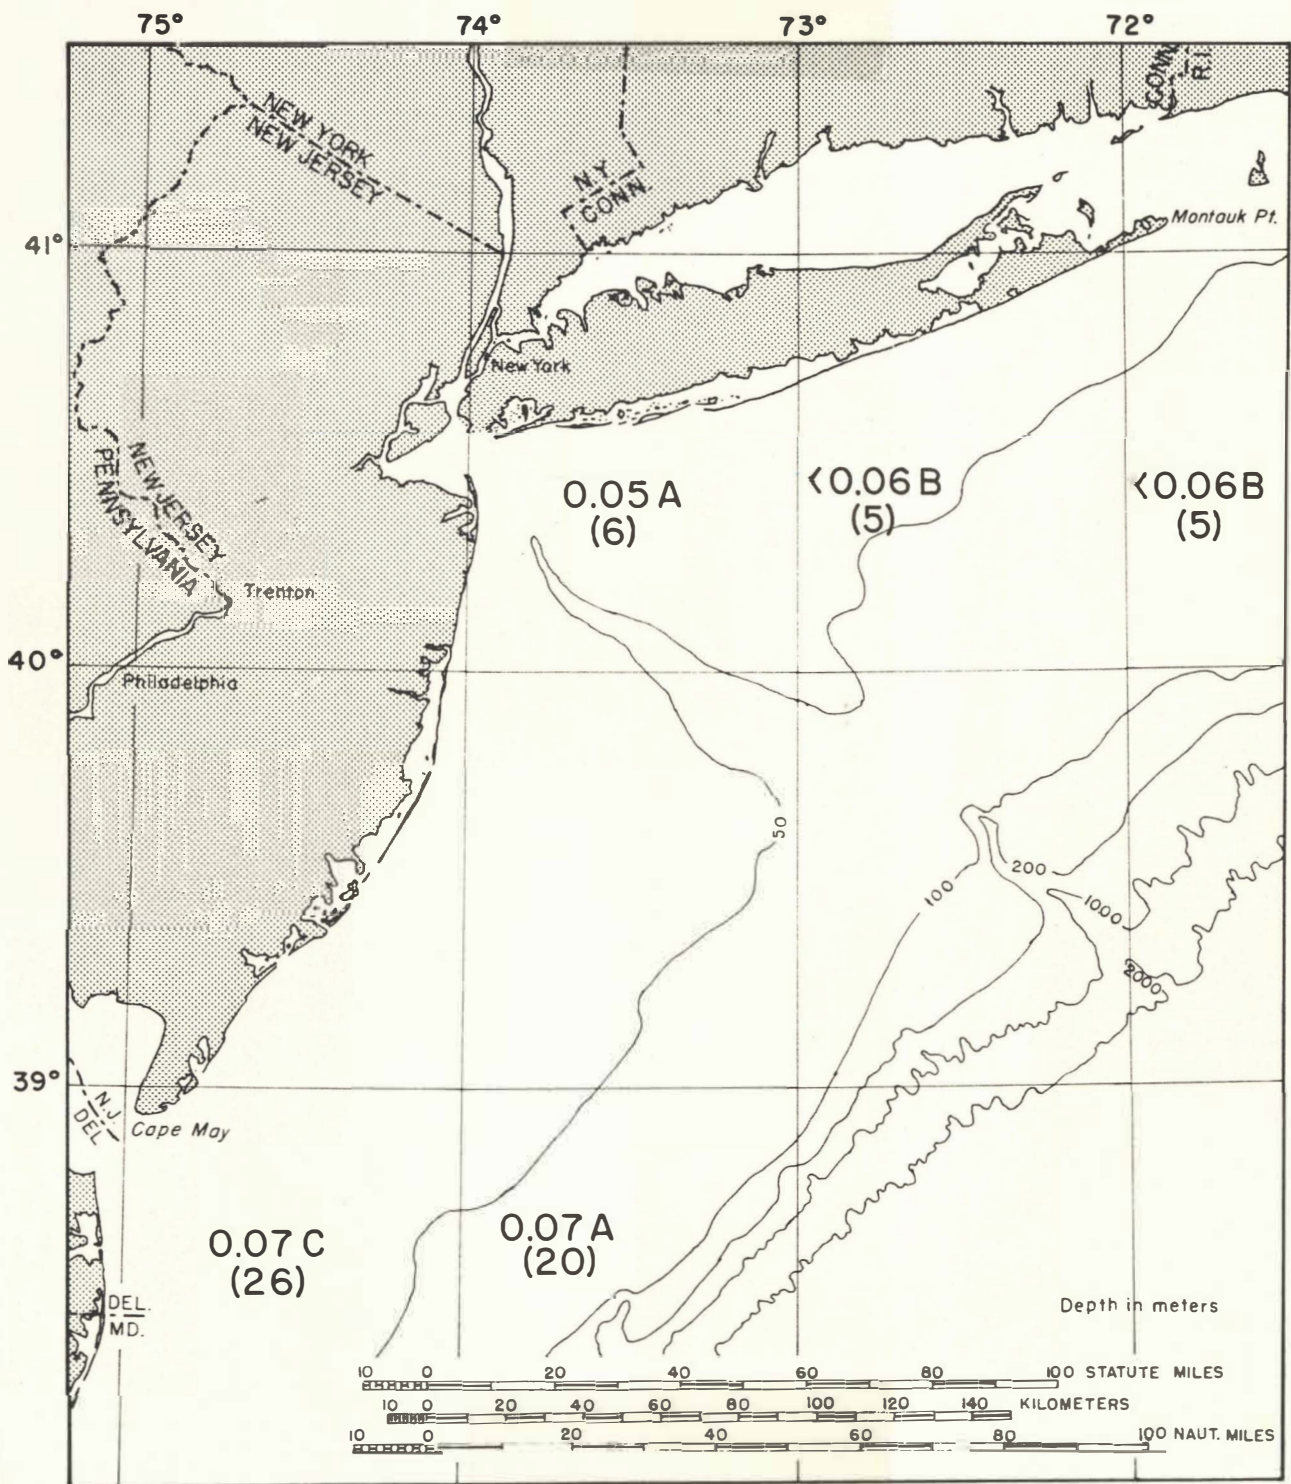 75° 74° 73° 72°
CONN.
R.I.
NEW YORK
NEW JERSEY
N.Y.
CONN.
Montauk Pt.
41°
New York
NEW JERSEY
PENNSYLVANIA
0.05 A
(6)
<0.06 B
(5)
<0.06 B
(5)
Trenton
40°
Philadelphia
50
100
200
1000
2000
39°
N.J.
DEL.
Cape May
0.07 C
(26)
0.07 A
(20)
DEL.
MD.
Depth in meters
10 0 20 40 60 80 100 STATUTE MILES
10 0 20 40 60 80 100 120 140 KILOMETERS
10 0 20 40 60 80 100 NAUT. MILES